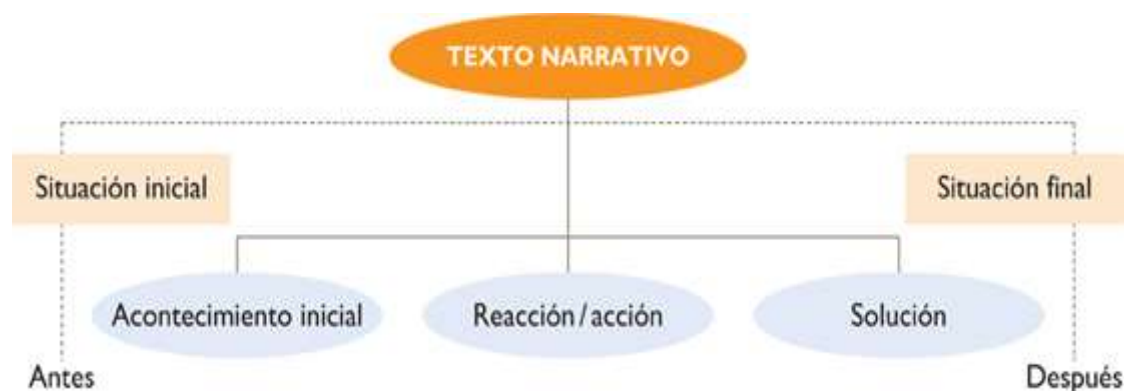 TEXTO NARRATIVO
Situación inicial
Situación final
Acontecimiento inicial
Reacción/acción
Solución
Antes
Después